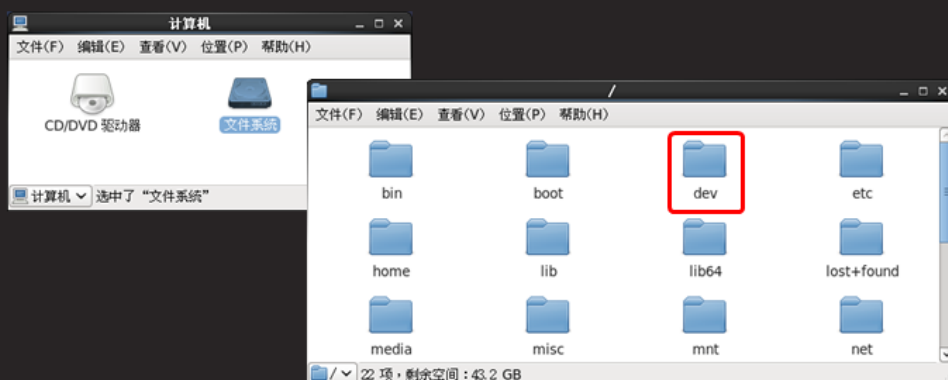 计算机
文件(F) 编辑(E) 查看(V) 位置(P) 帮助(H)
CD/DVD 驱动器
文件系统
计算机 选中了“文件系统”
/
文件(F) 编辑(E) 查看(V) 位置(P) 帮助(H)
bin boot dev etc
home lib lib64 lost+found
media misc mnt net
/ 22 项，剩余空间：43.2 GB